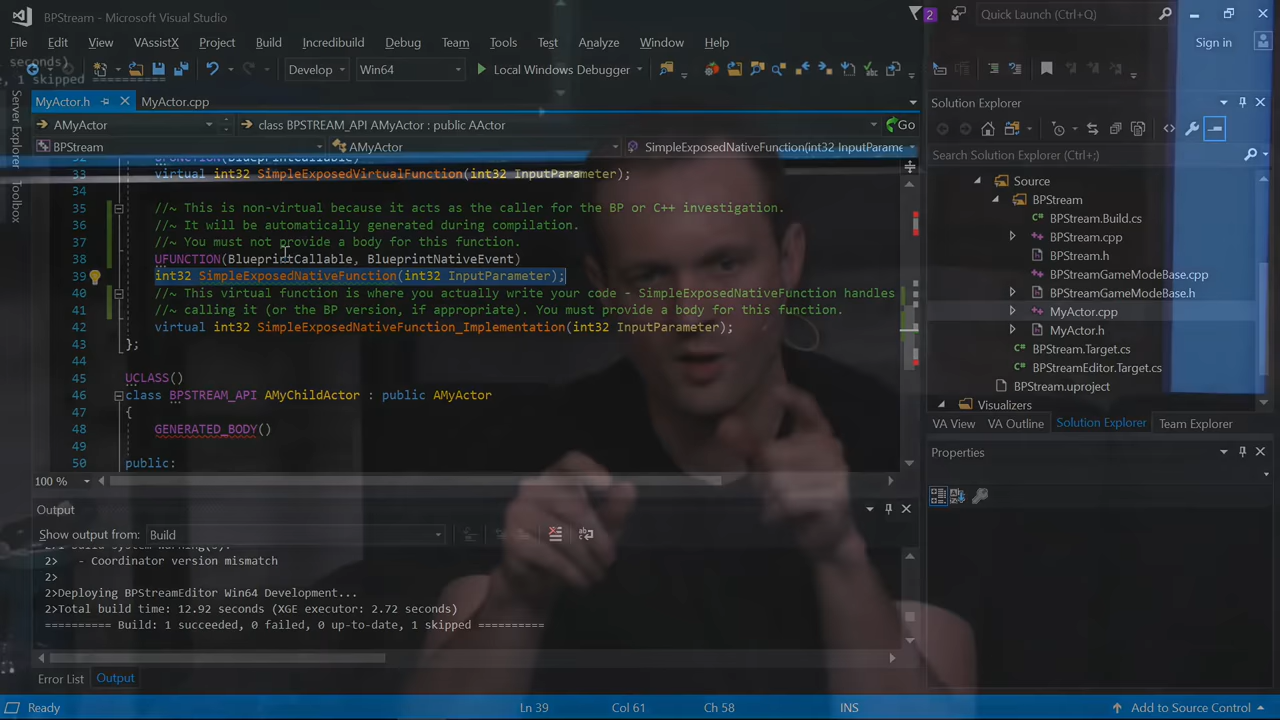 BPStream - Microsoft Visual Studio
2
Quick Launch (Ctrl+Q)
File Edit View VAssistX Project Build Incredibuild Debug Team Tools Test Analyze Window Help
Sign in
seconds)
, 1 skipped
Develop Win64 Local Windows Debugger
Server Explorer Toolbox
MyActor.h MyActor.cpp
AMyActor class BPSTREAM_API AMyActor : public AActor Go
BPStream AMyActor SimpleExposedNativeFunction(int32 InputParame
32 UFUNCTION(BlueprintCallable)
33 virtual int32 SimpleExposedVirtualFunction(int32 InputParameter);
34
35 //~ This is non-virtual because it acts as the caller for the BP or C++ investigation.
36 //~ It will be automatically generated during compilation.
37 //~ You must not provide a body for this function.
38 UFUNCTION(BlueprintCallable, BlueprintNativeEvent)
39 int32 SimpleExposedNativeFunction(int32 InputParameter);
40 //~ This virtual function is where you actually write your code - SimpleExposedNativeFunction handles
41 //~ calling it (or the BP version, if appropriate). You must provide a body for this function.
42 virtual int32 SimpleExposedNativeFunction_Implementation(int32 InputParameter);
43 };
44
45 UCLASS()
46 class BPSTREAM_API AMyChildActor : public AMyActor
47 {
48 GENERATED_BODY()
49
50 public:
100 %
Output
Show output from: Build
- Coordinator version mismatch
2>
2>Deploying BPStreamEditor Win64 Development...
2>Total build time: 12.92 seconds (XGE executor: 2.72 seconds)
========== Build: 1 succeeded, 0 failed, 0 up-to-date, 1 skipped ==========
Error List Output
Solution Explorer
Search Solution Explorer (Ctrl+;)
Source
BPStream
BPStream.Build.cs
BPStream.cpp
BPStream.h
BPStreamGameModeBase.cpp
BPStreamGameModeBase.h
MyActor.cpp
MyActor.h
BPStream.Target.cs
BPStreamEditor.Target.cs
BPStream.uproject
Visualizers
VA View VA Outline Solution Explorer Team Explorer
Properties
Ready Ln 39 Col 61 Ch 58 INS Add to Source Control